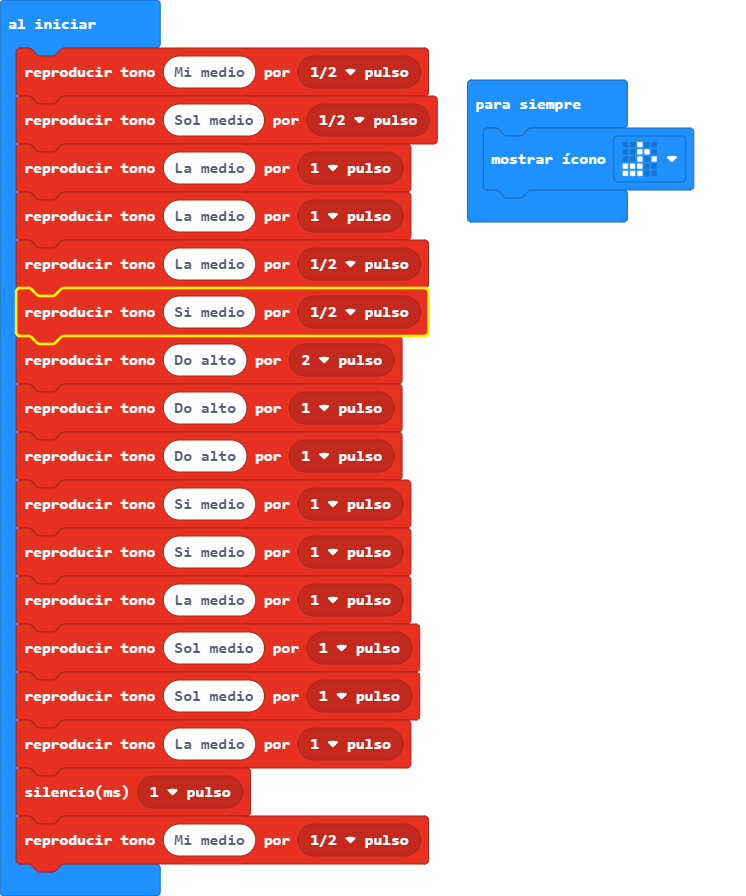 al iniciar
reproducir tono Mi medio por 1/2 pulso
reproducir tono Sol medio por 1/2 pulso
reproducir tono La medio por 1 pulso
reproducir tono La medio por 1 pulso
reproducir tono La medio por 1/2 pulso
reproducir tono Si medio por 1/2 pulso
reproducir tono Do alto por 2 pulso
reproducir tono Do alto por 1 pulso
reproducir tono Do alto por 1 pulso
reproducir tono Si medio por 1 pulso
reproducir tono Si medio por 1 pulso
reproducir tono La medio por 1 pulso
reproducir tono Sol medio por 1 pulso
reproducir tono Sol medio por 1 pulso
reproducir tono La medio por 1 pulso
silencio(ms) 1 pulso
reproducir tono Mi medio por 1/2 pulso
para siempre
mostrar ícono